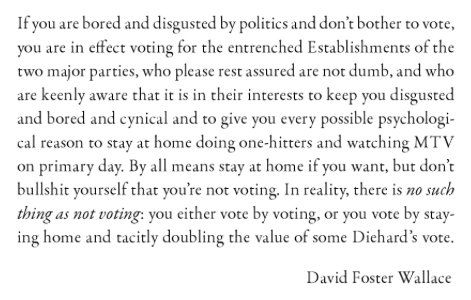 If you are bored and disgusted by politics and don't bother to vote,
you are in effect voting for the entrenched Establishments of the
two major parties, who please rest assured are not dumb, and who
are keenly aware that it is in their interests to keep you disgusted
and bored and cynical and to give you every possible psychologi-
cal reason to stay at home doing one-hitters and watching MTV
on primary day. By all means stay at home if you want, but don't
bullshit yourself that you're not voting. In reality, there is no such
thing as not voting: you either vote by voting, or you vote by stay-
ing home and tacitly doubling the value of some Diehard's vote.
David Foster Wallace